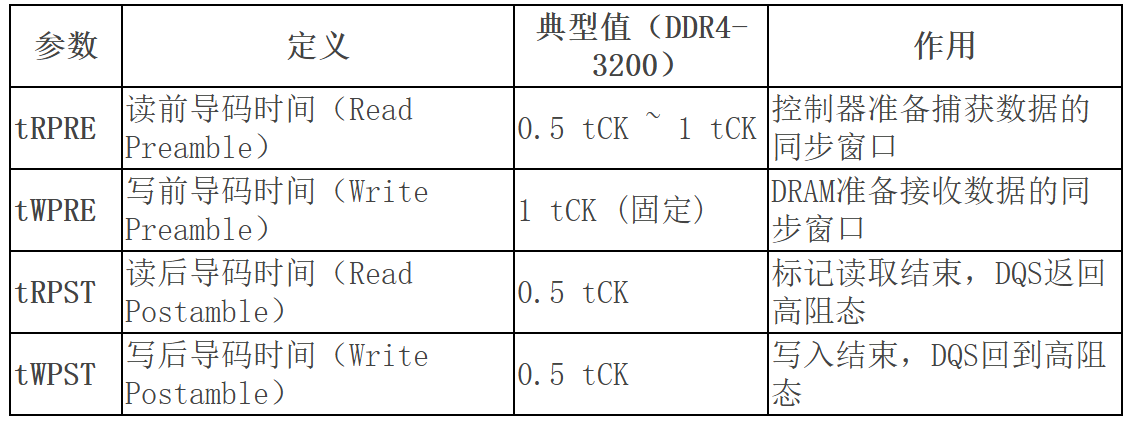 参数
定义
典型值（DDR4-
3200）
作用
tRPRE
读前导码时间（Read
Preamble）
0.5 tCK ~ 1 tCK
控制器准备捕获数据的
同步窗口
tWPRE
写前导码时间（Write
Preamble）
1 tCK (固定)
DRAM准备接收数据的同
步窗口
tRPST
读后导码时间（Read
Postamble）
0.5 tCK
标记读取结束，DQS返回
高阻态
tWPST
写后导码时间（Write
Postamble）
0.5 tCK
写入结束，DQS回到高阻
态